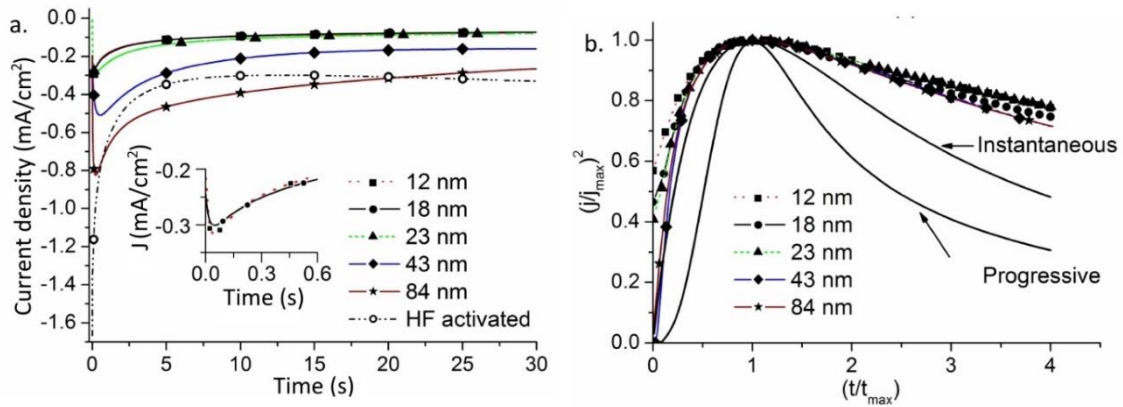 a.
Current density (mA/cm²)
0.0
-0.2
-0.4
-0.6
-0.8
-1.0
-1.2
-1.4
-1.6
J (mA/cm²)
-0.2
-0.3
0.0 0.3 0.6
Time (s)
12 nm
18 nm
23 nm
43 nm
84 nm
HF activated
0 5 10 15 20 25 30
Time (s)
b.
(j/jmax)²
1.0
0.8
0.6
0.4
0.2
0.0
Instantaneous
Progressive
12 nm
18 nm
23 nm
43 nm
84 nm
0 1 2 3 4
(t/tmax)